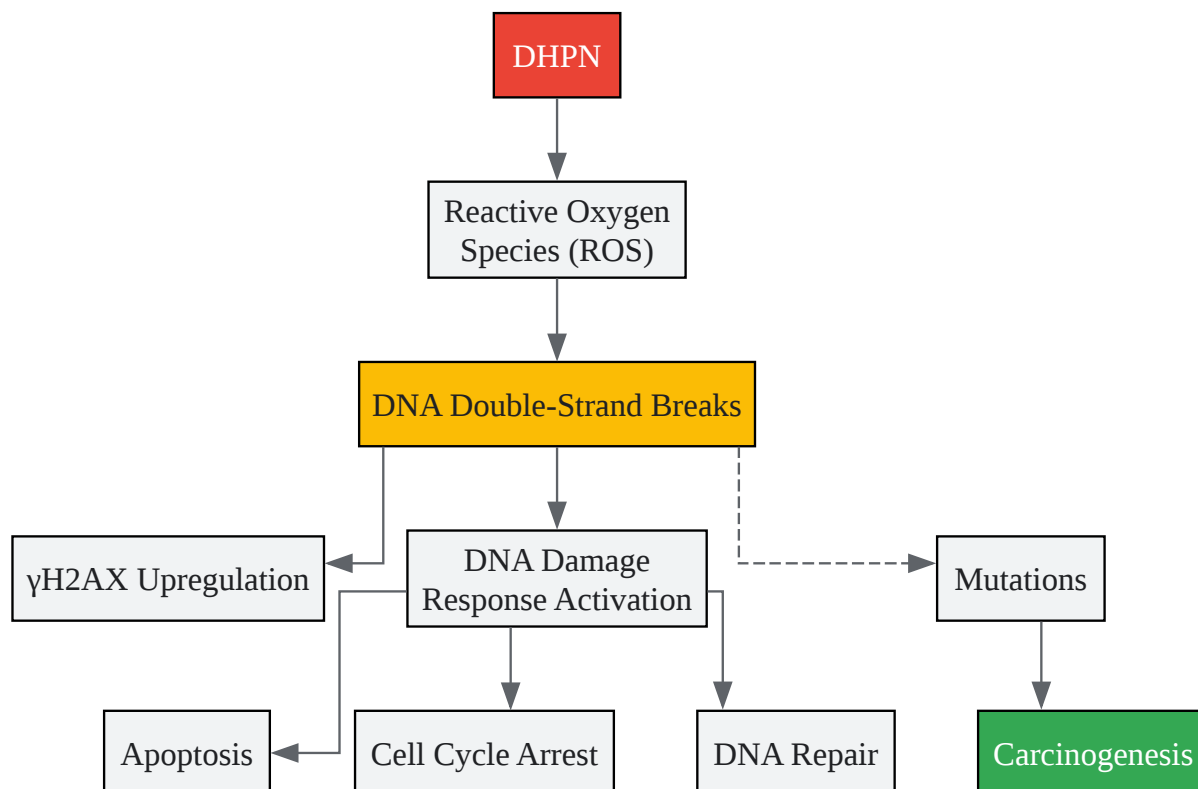 DHPN
Reactive Oxygen
Species (ROS)
DNA Double-Strand Breaks
γH2AX Upregulation
DNA Damage
Response Activation
Mutations
Apoptosis
Cell Cycle Arrest
DNA Repair
Carcinogenesis